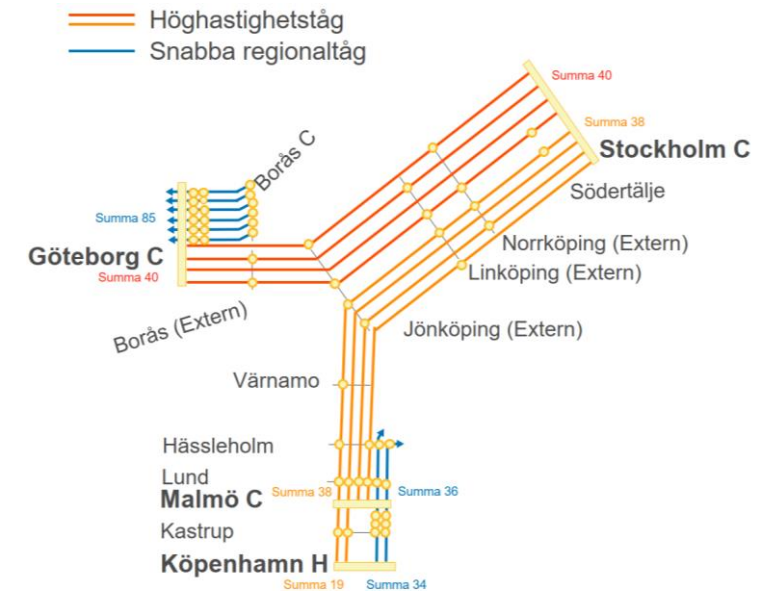 Höghastighetståg
Snabba regionaltåg
Summa 40
Summa 38
Stockholm C
Borås C
Södertälje
Summa 85
Norrköping (Extern)
Göteborg C
Linköping (Extern)
Summa 40
Borås (Extern)
Jönköping (Extern)
Värnamo
Hässleholm
Lund
Summa 38
Summa 36
Malmö C
Kastrup
Köpenhamn H
Summa 19
Summa 34